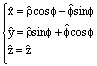 x̂ = ρ̂cosϕ − ϕ̂sinϕ
ŷ = ρ̂sinϕ + ϕ̂cosϕ
ẑ = ẑ